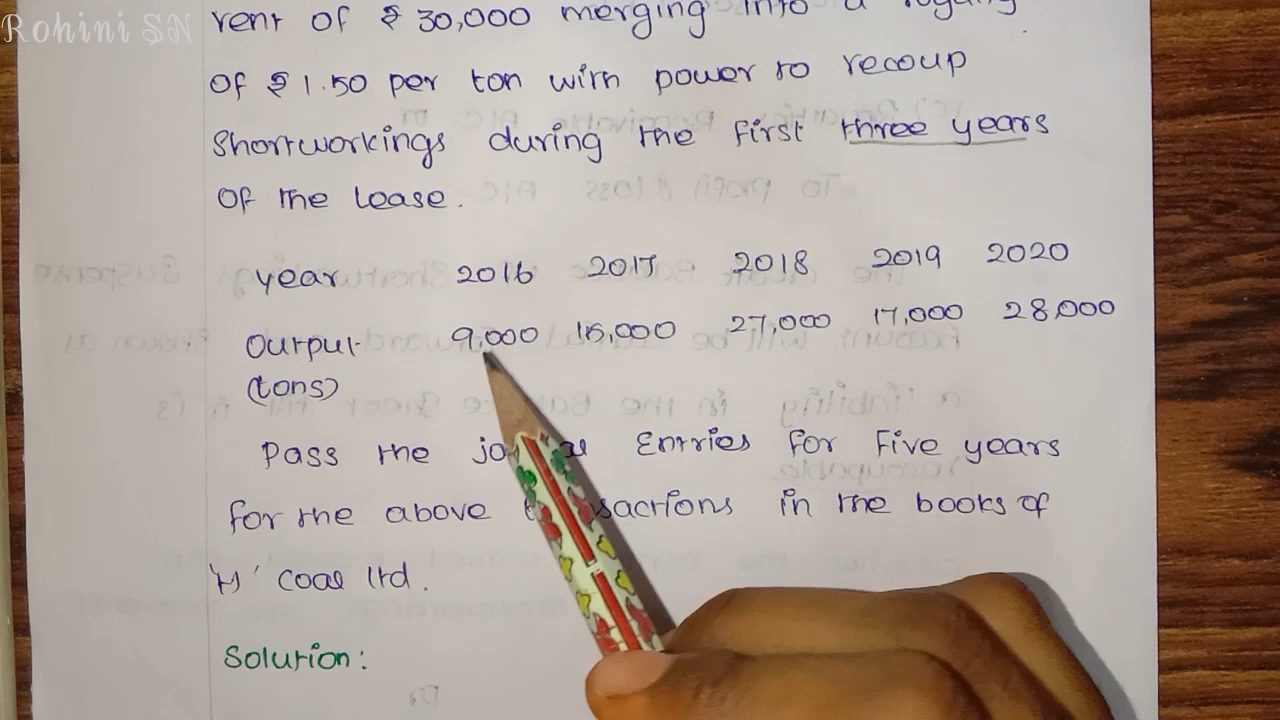 Rohini SN
rent of ₹ 30,000 merging into a royalty
of ₹ 1.50 per ton with power to recoup
Shortworkings during the first three years
Of the lease.
year 2016 2017 2018 2019 2020
Output 9,000 15,000 27,000 17,000 28,000
(tons)
Pass the Entries for Five years
for the above in the books of
Coal ltd.
Solution: